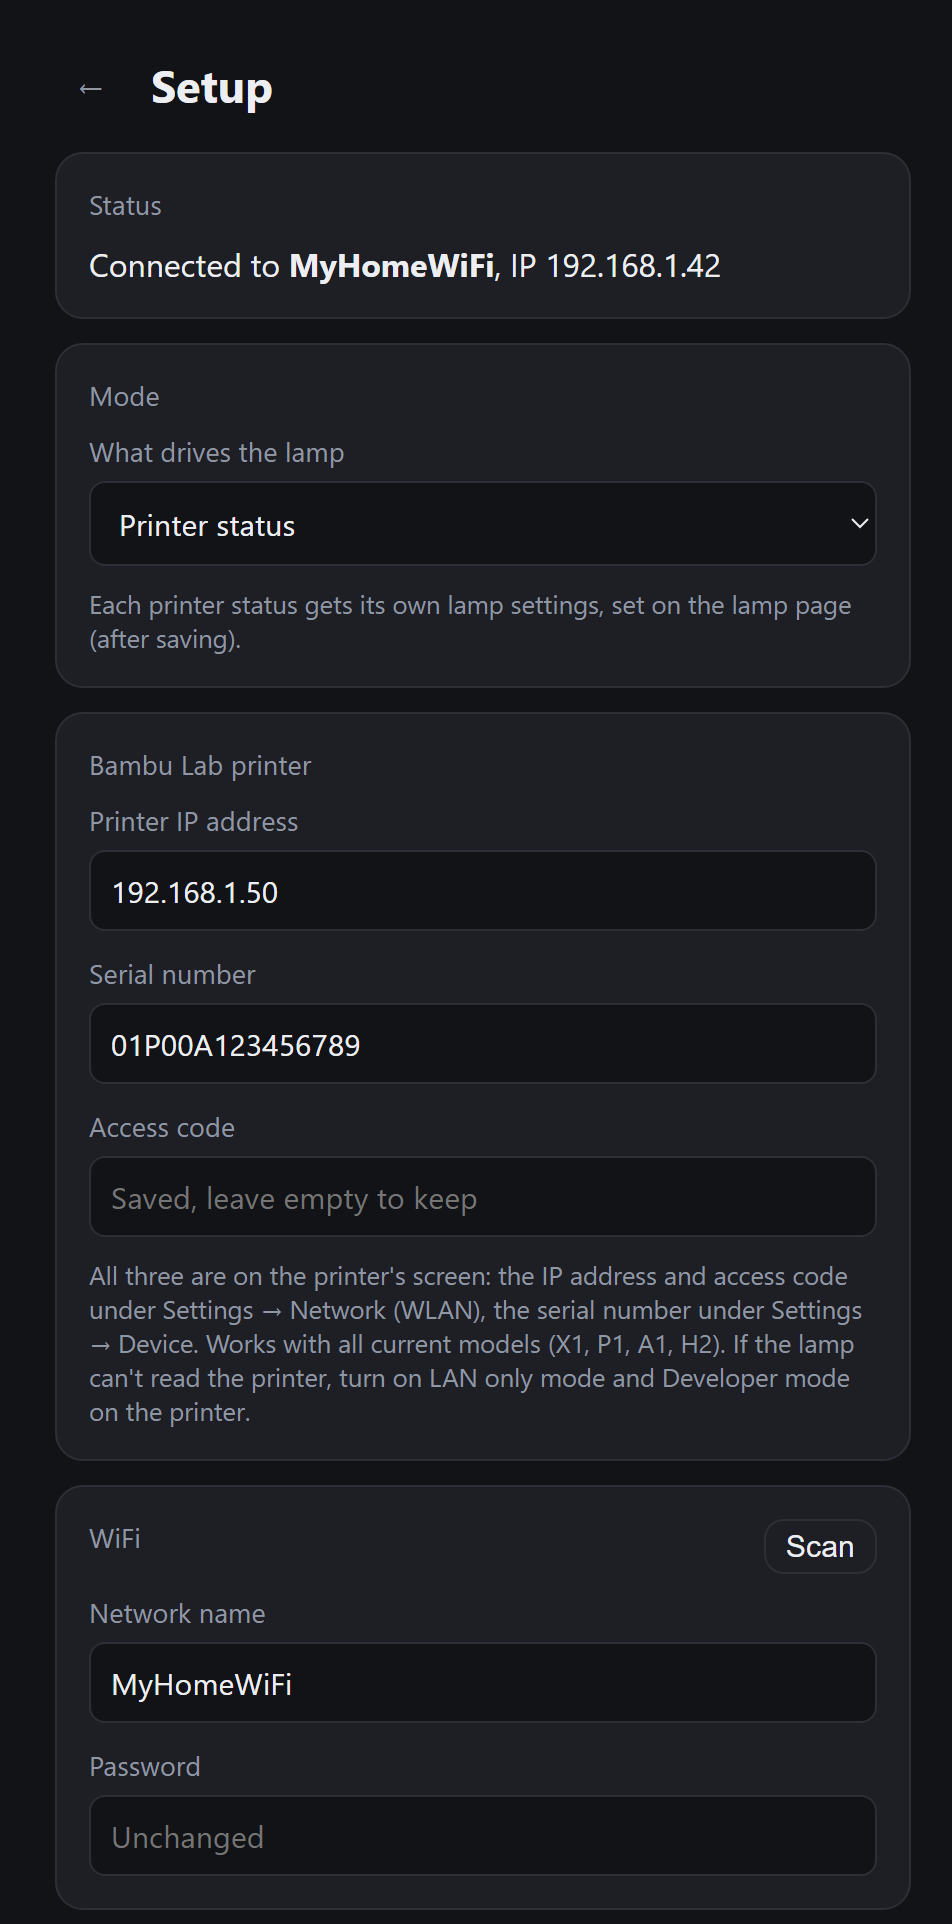 ← Setup
Status
Connected to MyHomeWiFi, IP 192.168.1.42
Mode
What drives the lamp
Printer status
Each printer status gets its own lamp settings, set on the lamp page
(after saving).
Bambu Lab printer
Printer IP address
192.168.1.50
Serial number
01P00A123456789
Access code
Saved, leave empty to keep
All three are on the printer's screen: the IP address and access code
under Settings → Network (WLAN), the serial number under Settings
→ Device. Works with all current models (X1, P1, A1, H2). If the lamp
can't read the printer, turn on LAN only mode and Developer mode
on the printer.
WiFi
Scan
Network name
MyHomeWiFi
Password
Unchanged